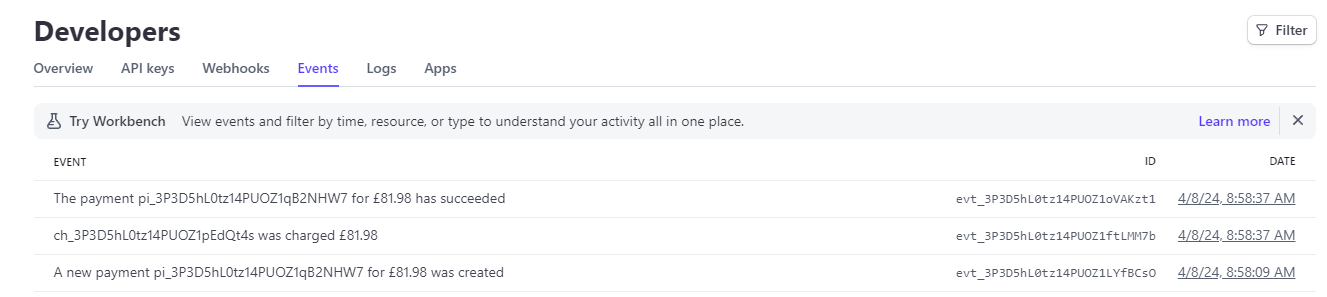 Developers
Filter
Overview API keys Webhooks Events Logs Apps
Try Workbench View events and filter by time, resource, or type to understand your activity all in one place. Learn more
EVENT ID DATE
The payment pi_3P3D5hL0tz14PUOZ1qB2NHW7 for £81.98 has succeeded evt_3P3D5hL0tz14PUOZ1oVAKzt1 4/8/24, 8:58:37 AM
ch_3P3D5hL0tz14PUOZ1pEdQt4s was charged £81.98 evt_3P3D5hL0tz14PUOZ1ftLMM7b 4/8/24, 8:58:37 AM
A new payment pi_3P3D5hL0tz14PUOZ1qB2NHW7 for £81.98 was created evt_3P3D5hL0tz14PUOZ1LYfBCsO 4/8/24, 8:58:09 AM